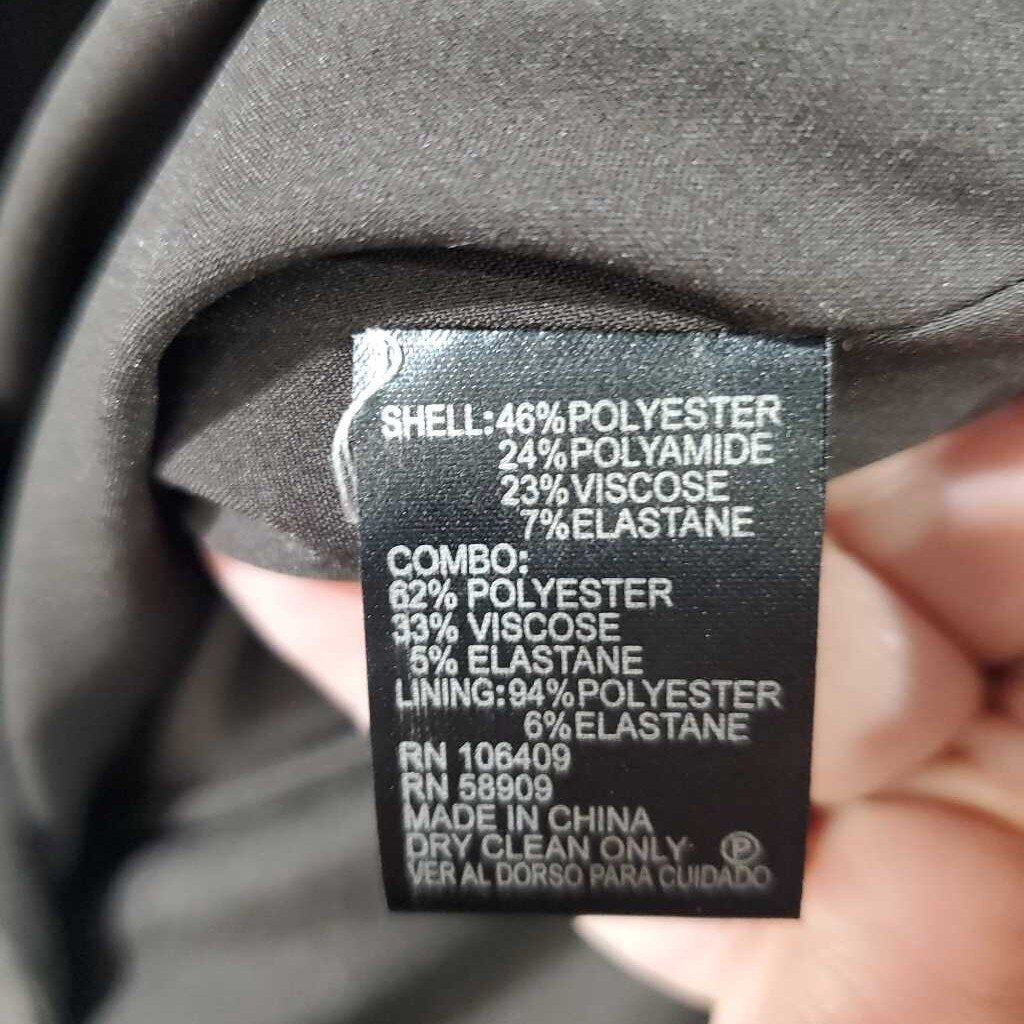 SHELL:46%POLYESTER
24%POLYAMIDE
23%VISCOSE
7%ELASTANE
COMBO:
62% POLYESTER
33% VISCOSE
5% ELASTANE
LINING:94%POLYESTER
6%ELASTANE
RN 106409
RN 58909
MADE IN CHINA
DRY CLEAN ONLY P
VER AL DORSO PARA CUIDADO